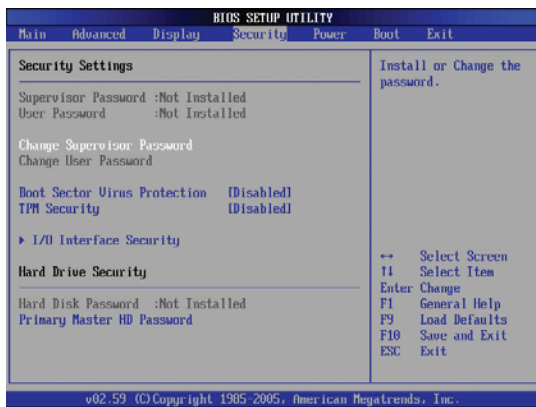 BIOS SETUP UTILITY
Main Advanced Display Security Power Boot Exit
Security Settings
Supervisor Password :Not Installed
User Password :Not Installed
Change Supervisor Password
Change User Password
Boot Sector Virus Protection [Disabled]
TPM Security [Disabled]
▶ I/O Interface Security
Hard Drive Security
Hard Disk Password :Not Installed
Primary Master HD Password
Install or Change the
password.
↔ Select Screen
↑↓ Select Item
Enter Change
F1 General Help
F9 Load Defaults
F10 Save and Exit
ESC Exit
v02.59 (C)Copyright 1985-2005, American Megatrends, Inc.